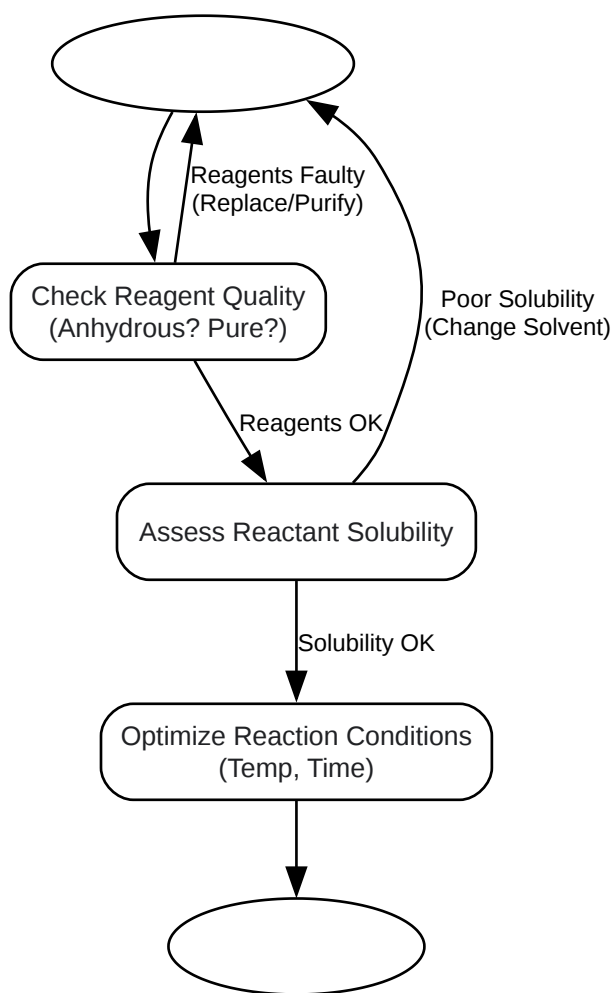 Reagents Faulty
(Replace/Purify)
Check Reagent Quality
(Anhydrous? Pure?)
Poor Solubility
(Change Solvent)
Reagents OK
Assess Reactant Solubility
Solubility OK
Optimize Reaction Conditions
(Temp, Time)